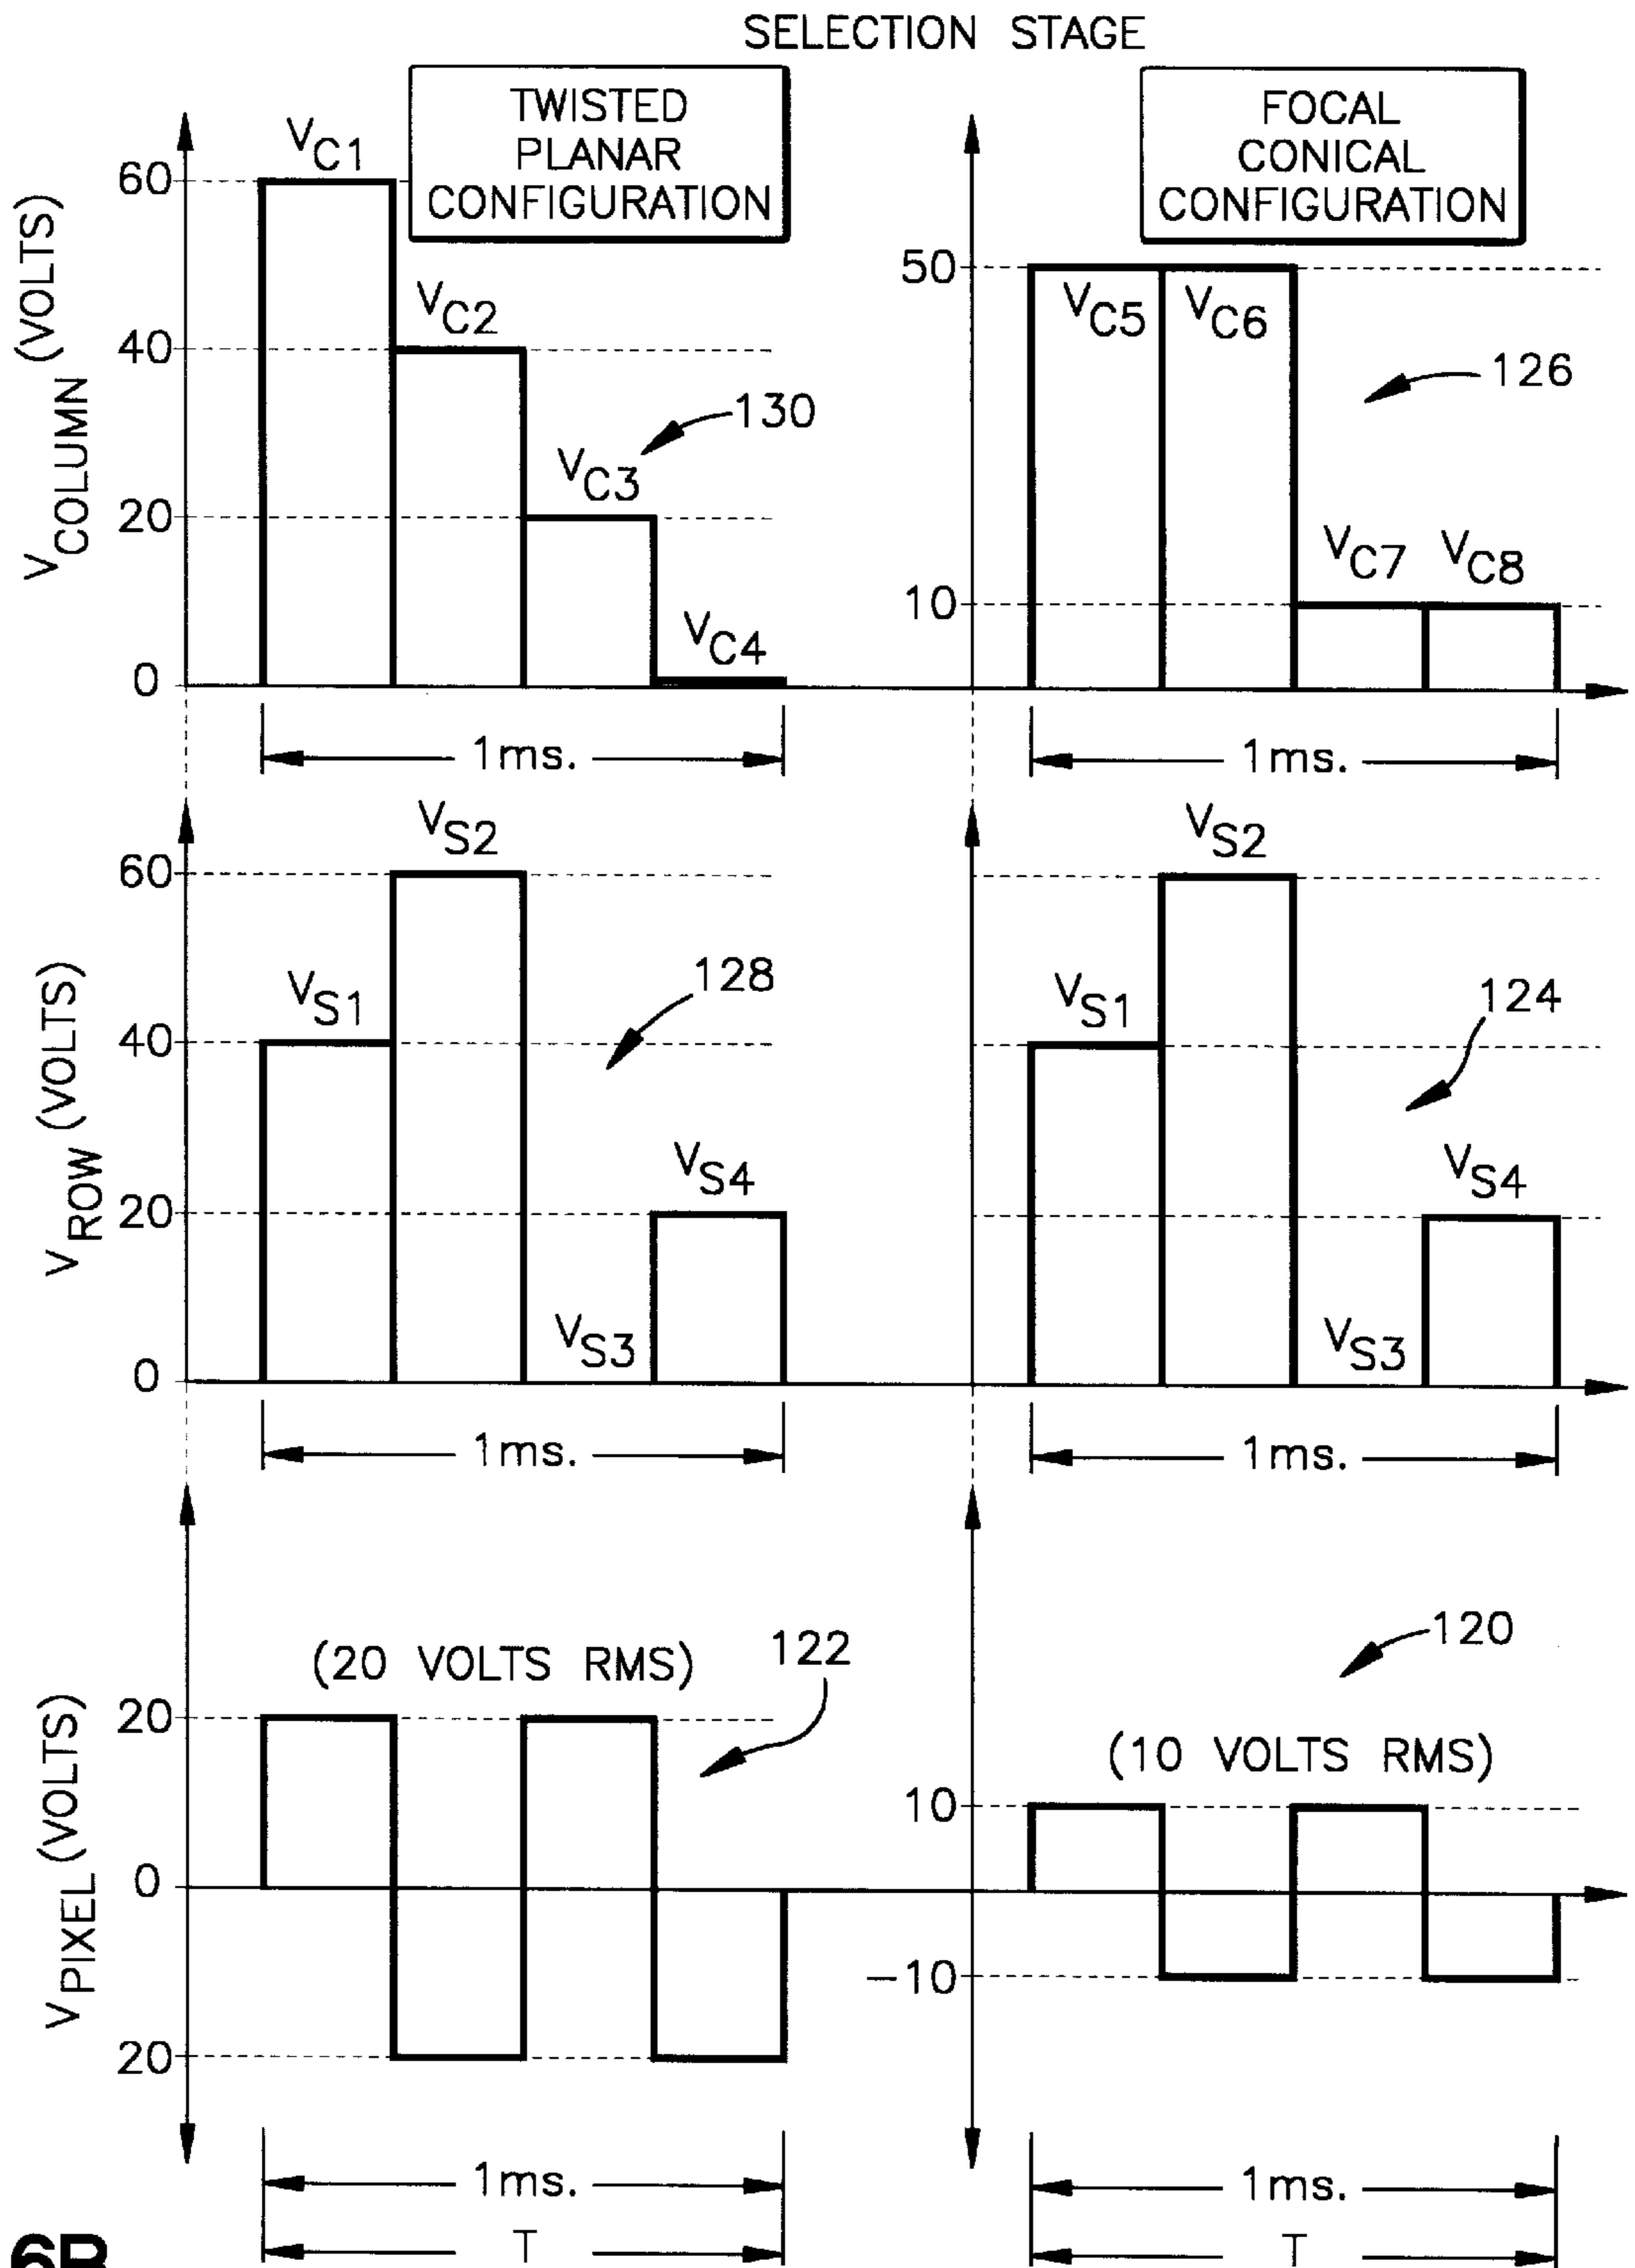 SELECTION STAGE
TWISTED
PLANAR
CONFIGURATION
FOCAL
CONICAL
CONFIGURATION
VCOLUMN (VOLTS)
60
40
20
0
VC1
VC2
VC3
VC4
130
1ms.
50
10
VC5
VC6
VC7
VC8
126
1ms.
VROW (VOLTS)
60
40
20
0
VS1
VS2
VS3
VS4
128
1ms.
VS1
VS2
VS3
VS4
124
1ms.
VPIXEL (VOLTS)
20
0
20
(20 VOLTS RMS)
122
1ms.
T
10
-10
(10 VOLTS RMS)
120
1ms.
T
6B